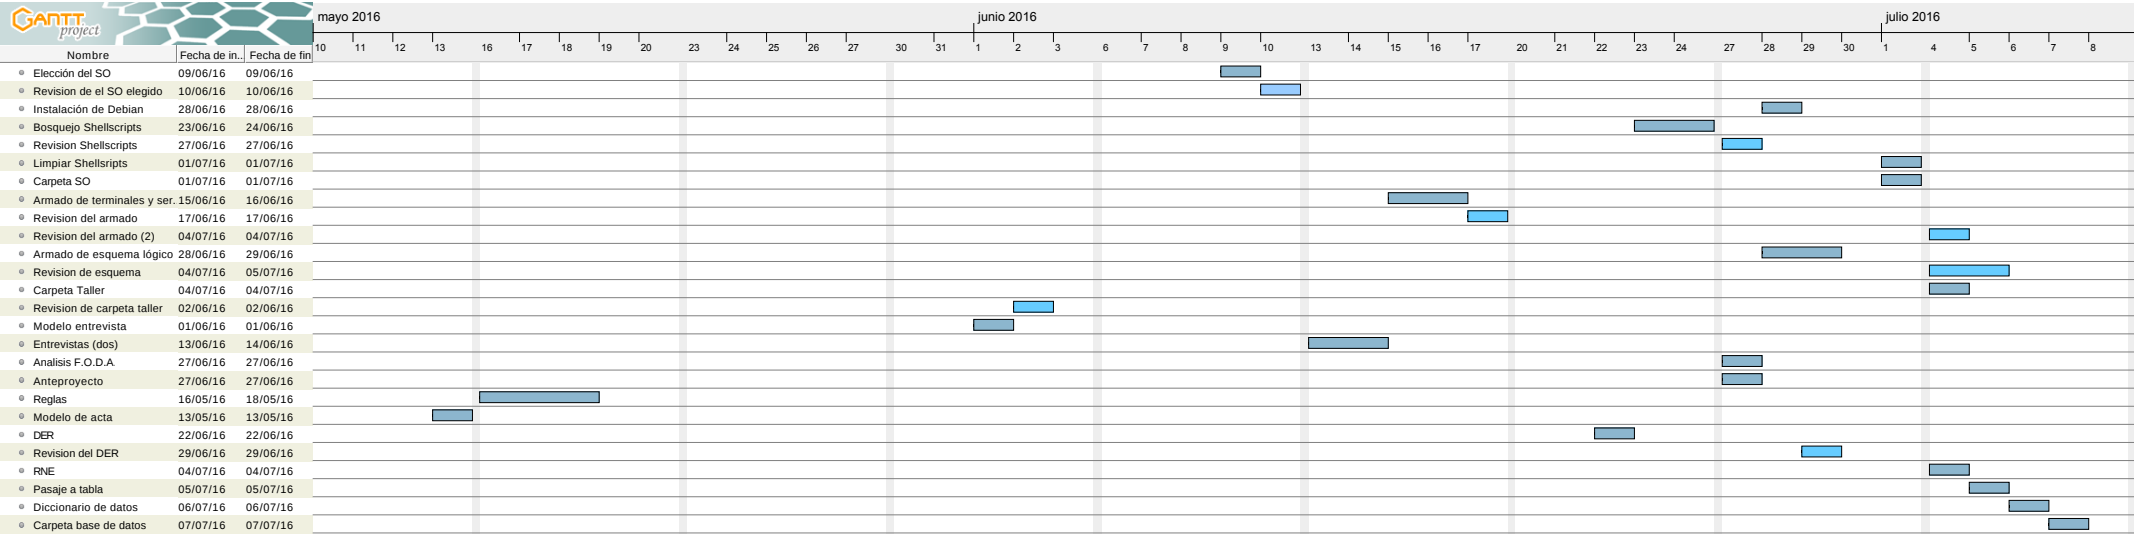 GANTT
project
mayo 2016
junio 2016
julio 2016
10 11 12 13 16 17 18 19 20 23 24 25 26 27 30 31 1 2 3 6 7 8 9 10 13 14 15 16 17 20 21 22 23 24 27 28 29 30 1 4 5 6 7 8
Nombre Fecha de in.. Fecha de fin
Elección del SO 09/06/16 09/06/16
Revision de el SO elegido 10/06/16 10/06/16
Instalación de Debian 28/06/16 28/06/16
Bosquejo Shellscripts 23/06/16 24/06/16
Revision Shellscripts 27/06/16 27/06/16
Limpiar Shellsripts 01/07/16 01/07/16
Carpeta SO 01/07/16 01/07/16
Armado de terminales y ser. 15/06/16 16/06/16
Revision del armado 17/06/16 17/06/16
Revision del armado (2) 04/07/16 04/07/16
Armado de esquema lógico 28/06/16 29/06/16
Revision de esquema 04/07/16 05/07/16
Carpeta Taller 04/07/16 04/07/16
Revision de carpeta taller 02/06/16 02/06/16
Modelo entrevista 01/06/16 01/06/16
Entrevistas (dos) 13/06/16 14/06/16
Analisis F.O.D.A. 27/06/16 27/06/16
Anteproyecto 27/06/16 27/06/16
Reglas 16/05/16 18/05/16
Modelo de acta 13/05/16 13/05/16
DER 22/06/16 22/06/16
Revision del DER 29/06/16 29/06/16
RNE 04/07/16 04/07/16
Pasaje a tabla 05/07/16 05/07/16
Diccionario de datos 06/07/16 06/07/16
Carpeta base de datos 07/07/16 07/07/16